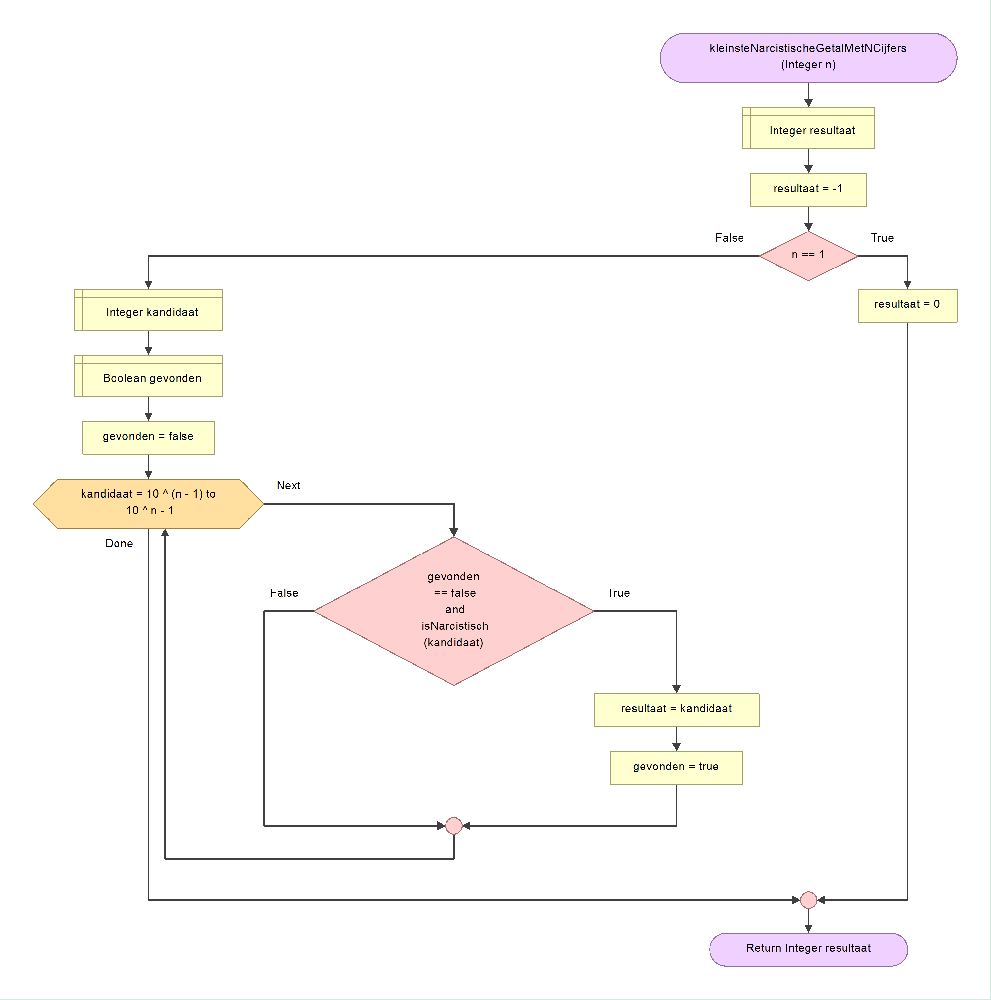 kleinsteNarcistischeGetalMetNCijfers
(Integer n)
Integer resultaat
resultaat = -1
False
True
n == 1
resultaat = 0
Integer kandidaat
Boolean gevonden
gevonden = false
kandidaat = 10 ^ (n - 1) to
10 ^ n - 1
Next
Done
gevonden
== false
and
isNarcistisch
(kandidaat)
False
True
resultaat = kandidaat
gevonden = true
Return Integer resultaat